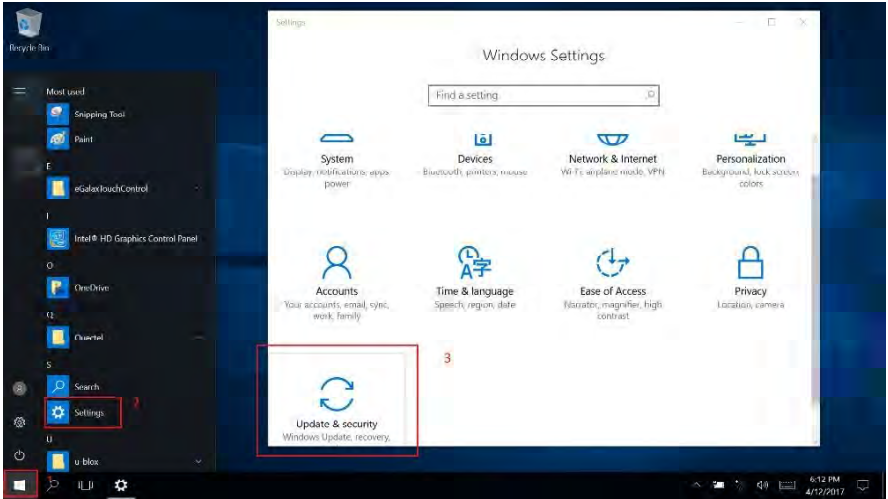 Recycle Bin
Most used
Snipping Tool
Paint
E
eGalaxTouchControl
I
Intel® HD Graphics Control Panel
O
OneDrive
Q
Quectel
S
Search
Settings
2
U
u-blox
Settings
Windows Settings
Find a setting
System
Display, notifications, apps,
power
Devices
Bluetooth, printers, mouse
Network & Internet
Wi-Fi, airplane mode, VPN
Personalization
Background, lock screen,
colors
Accounts
Your accounts, email, sync,
work, family
Time & language
Speech, region, date
Ease of Access
Narrator, magnifier, high
contrast
Privacy
Location, camera
3
Update & security
Windows Update, recovery,
6:12 PM
4/12/2017